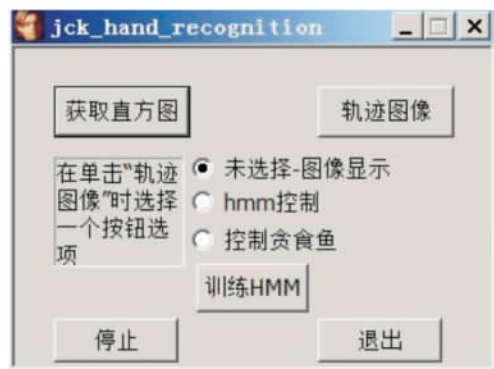 jck_hand_recognition
获取直方图
轨迹图像
在单击“轨迹
图像”时选择
一个按钮选
项
未选择-图像显示
hmm控制
控制贪食鱼
训练HMM
停止
退出